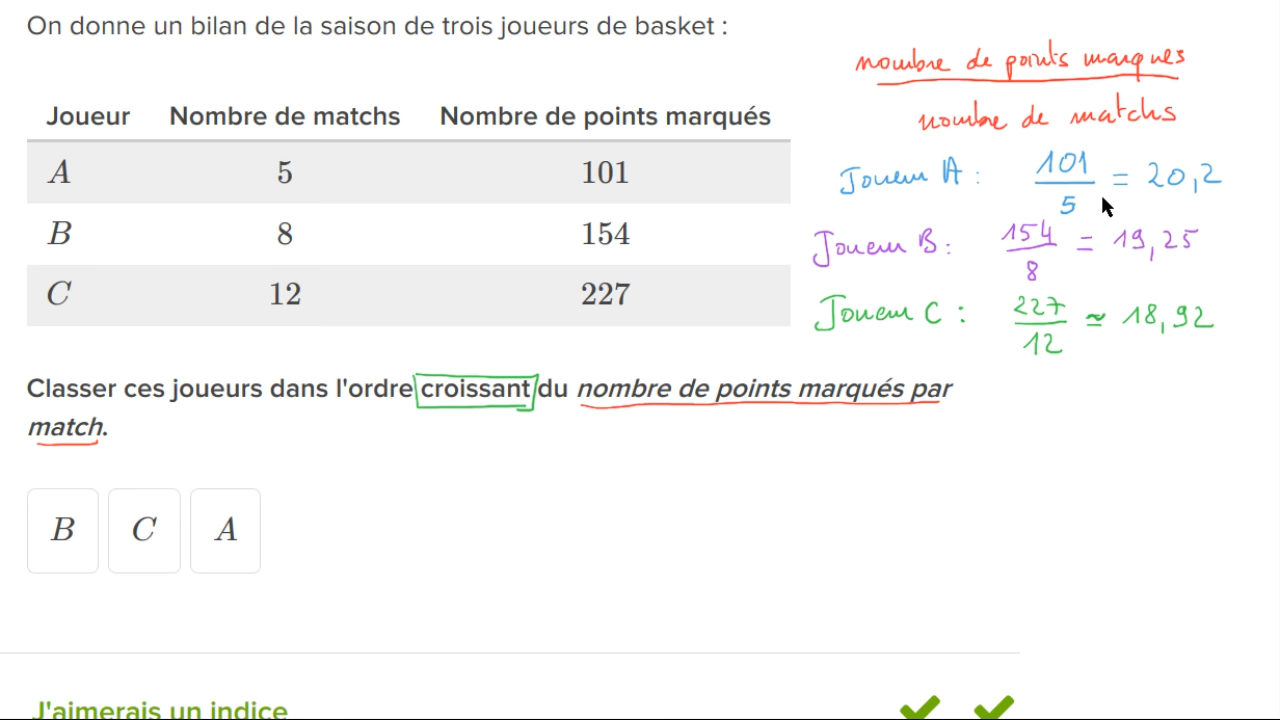 On donne un bilan de la saison de trois joueurs de basket :
nombre de points marques
nombre de matchs
Joueur Nombre de matchs Nombre de points marqués
A 5 101
B 8 154
C 12 227
Joueur A : 101/5 = 20,2
Joueur B : 154/8 = 19,25
Joueur C : 227/12 ≈ 18,92
Classer ces joueurs dans l'ordre croissant du nombre de points marqués par
match.
B C A
J'aimerais un indice